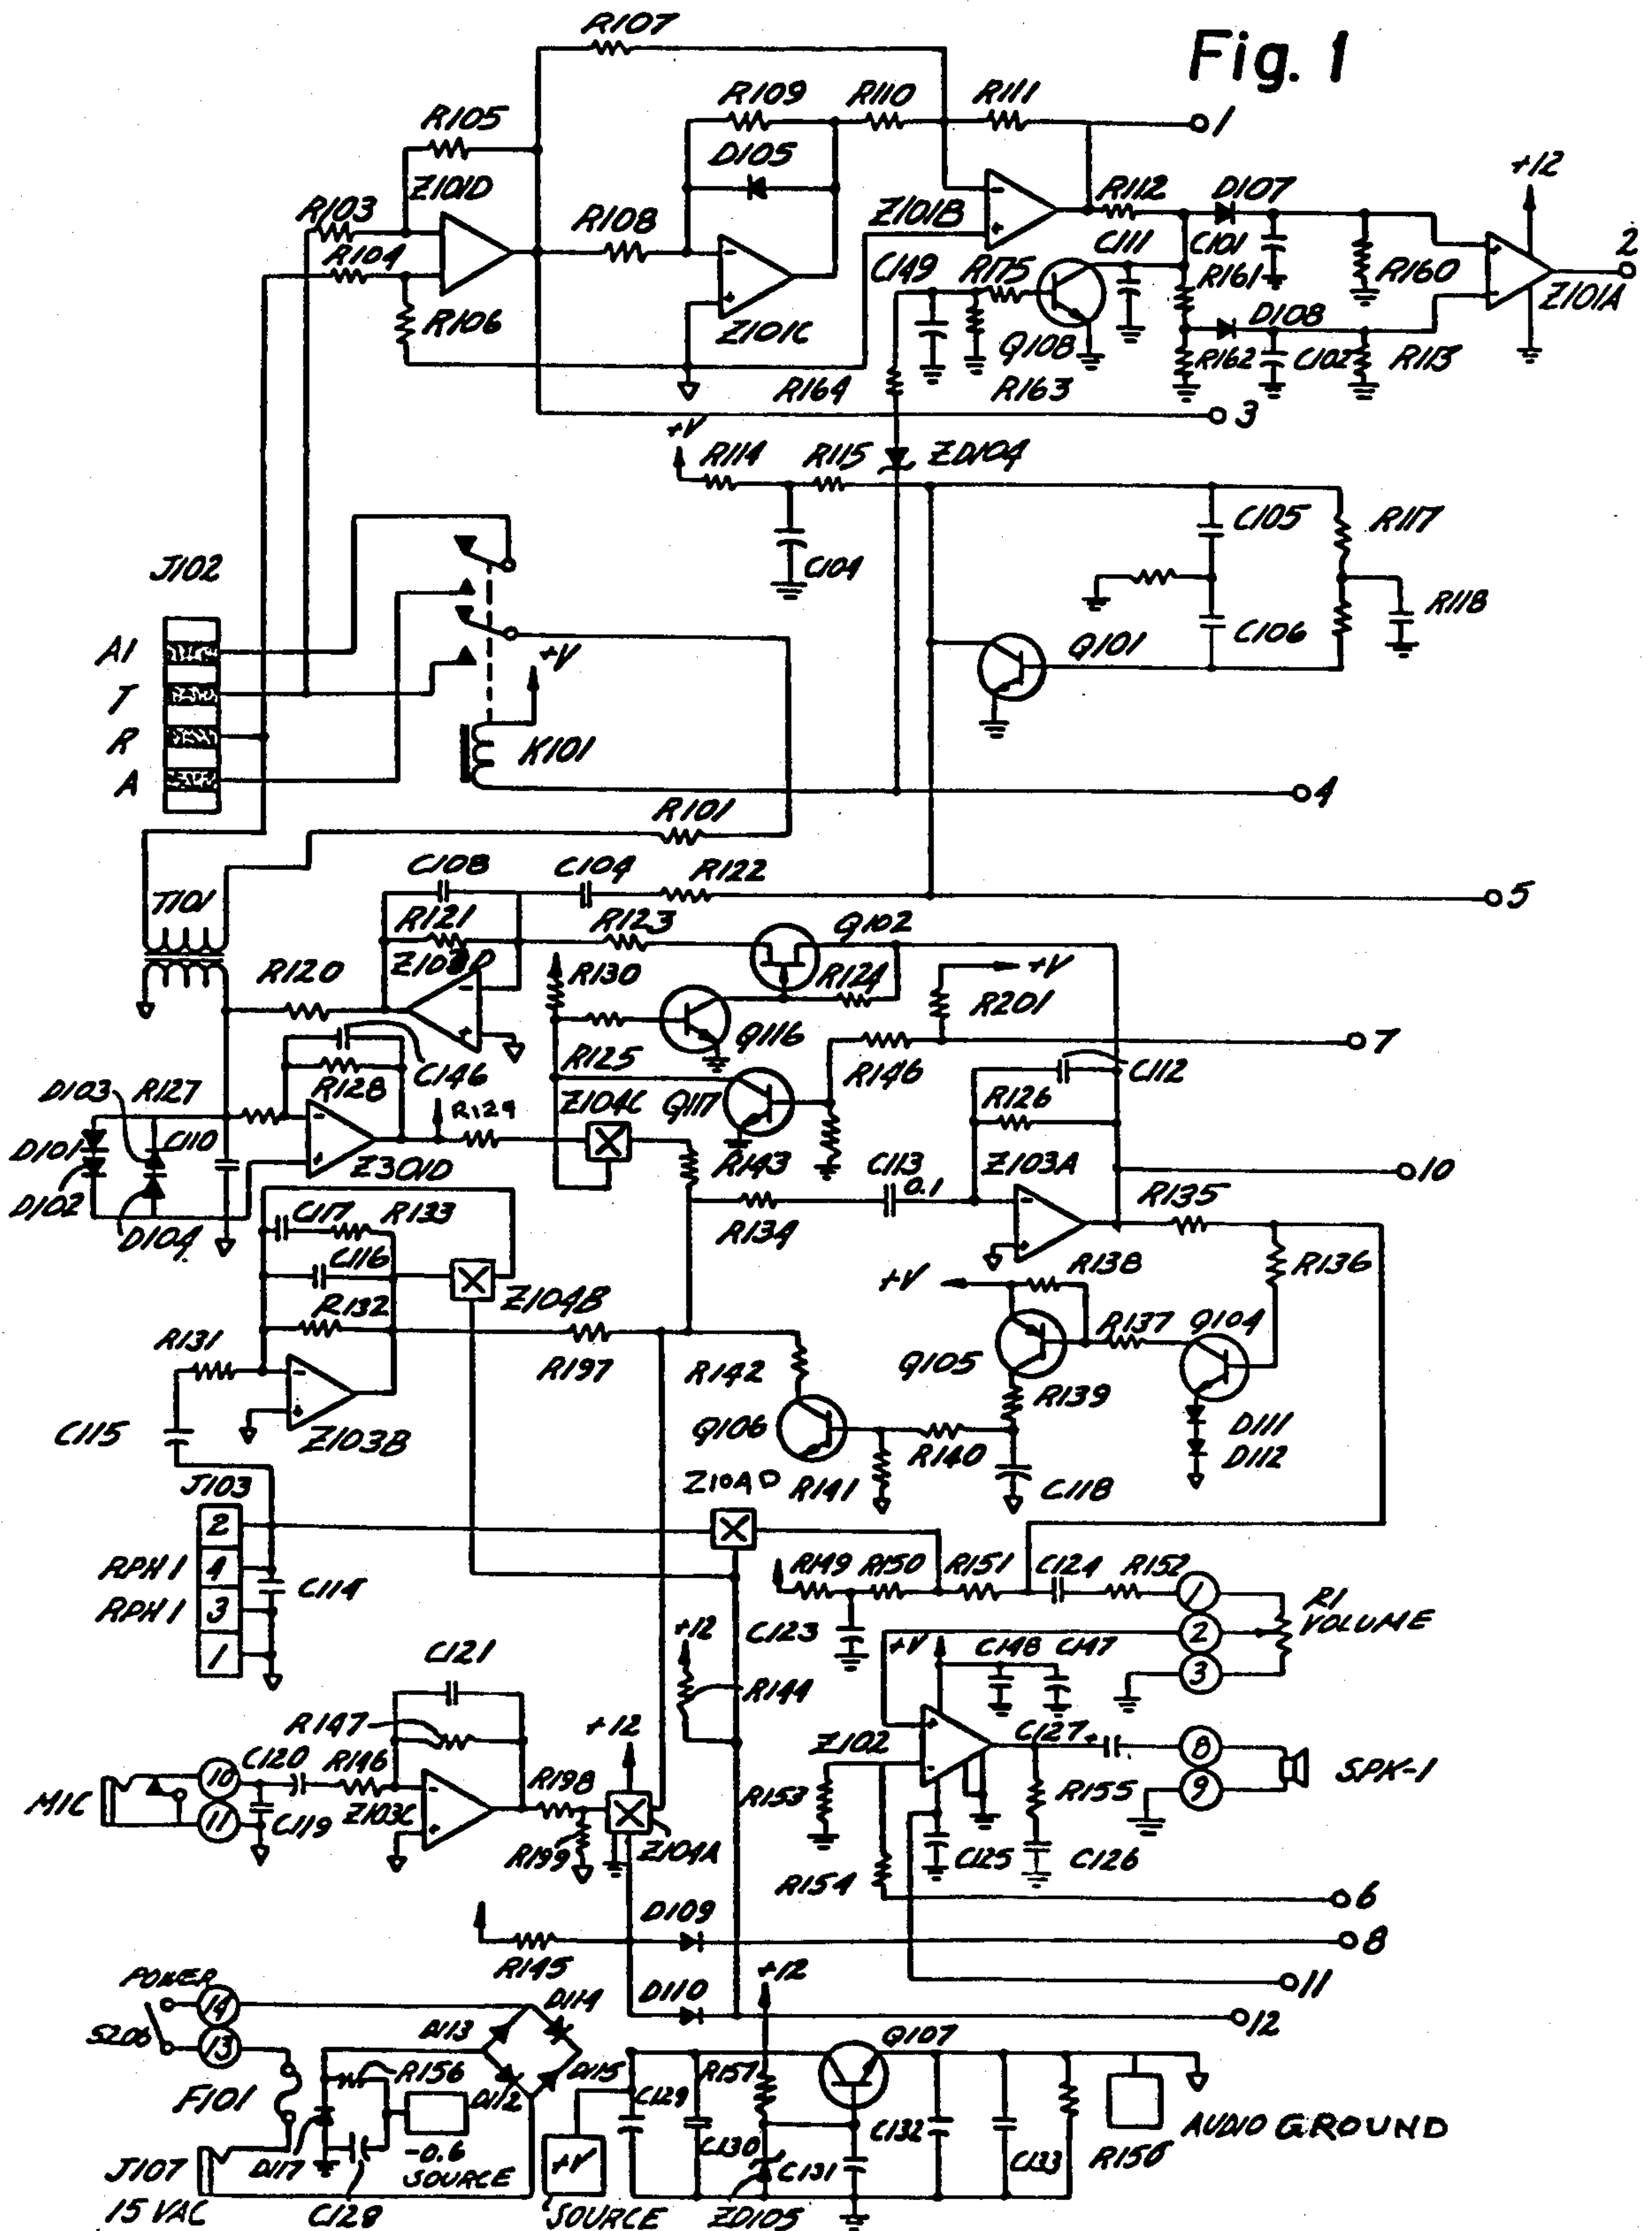 Fig. 1
R107
R105
R109 R110 R111
1
D105
Z101D
+12
R103
R108
Z101B
R112 D107
2
R104
C149 R175
C111
C101
R161
R160
Z101A
R106
Z101C
Q108
D108
R164
R163
R162 C102 R113
3
+V
R114 R115 ZD104
C105
R117
J102
C104
R118
C106
A1
Q101
T
+V
R
K101
A
4
R101
C108 C104 R122
5
T101
R121 R123 Q102
R120
Z103D
R130
R124
+V
R201
Q116
7
R125
R146
C112
D103 R127
R128
C146
Z104C Q117
R126
D101
C110
R129
D102
Z301D
R143
C113
0.1
Z103A
10
R135
D104
C117 R133
R134
C116
R138
R136
+V
Z104B
R132
R137
Q104
R131
R197
R142
Q105
R139
C115
Z103B
Q106
D111
R140
D112
J103
Z104D
R141
C118
2
RPH1 4
C114
R149 R150 R151 C124 R152
1
R1
VOLUME
RPH1 3
1
+12
C123
+V
C148 C147
2
3
C121
R144
R147
+12
Z102
C127+
8
SPK-1
C120 R146
10
R198
R155
9
MIC
R153
11
C119
Z103C
R199
Z104A
C125
C126
R154
6
D109
8
R145
+12
11
POWER
14
D114
D110
12
S206
13
D113
Q107
R156
D115
R157
F101
D112
C129
C132
AUDIO GROUND
-0.6
SOURCE
C130
C131
C133
R156
J107
D117
+V
15 VAC
C128
SOURCE
ZD105